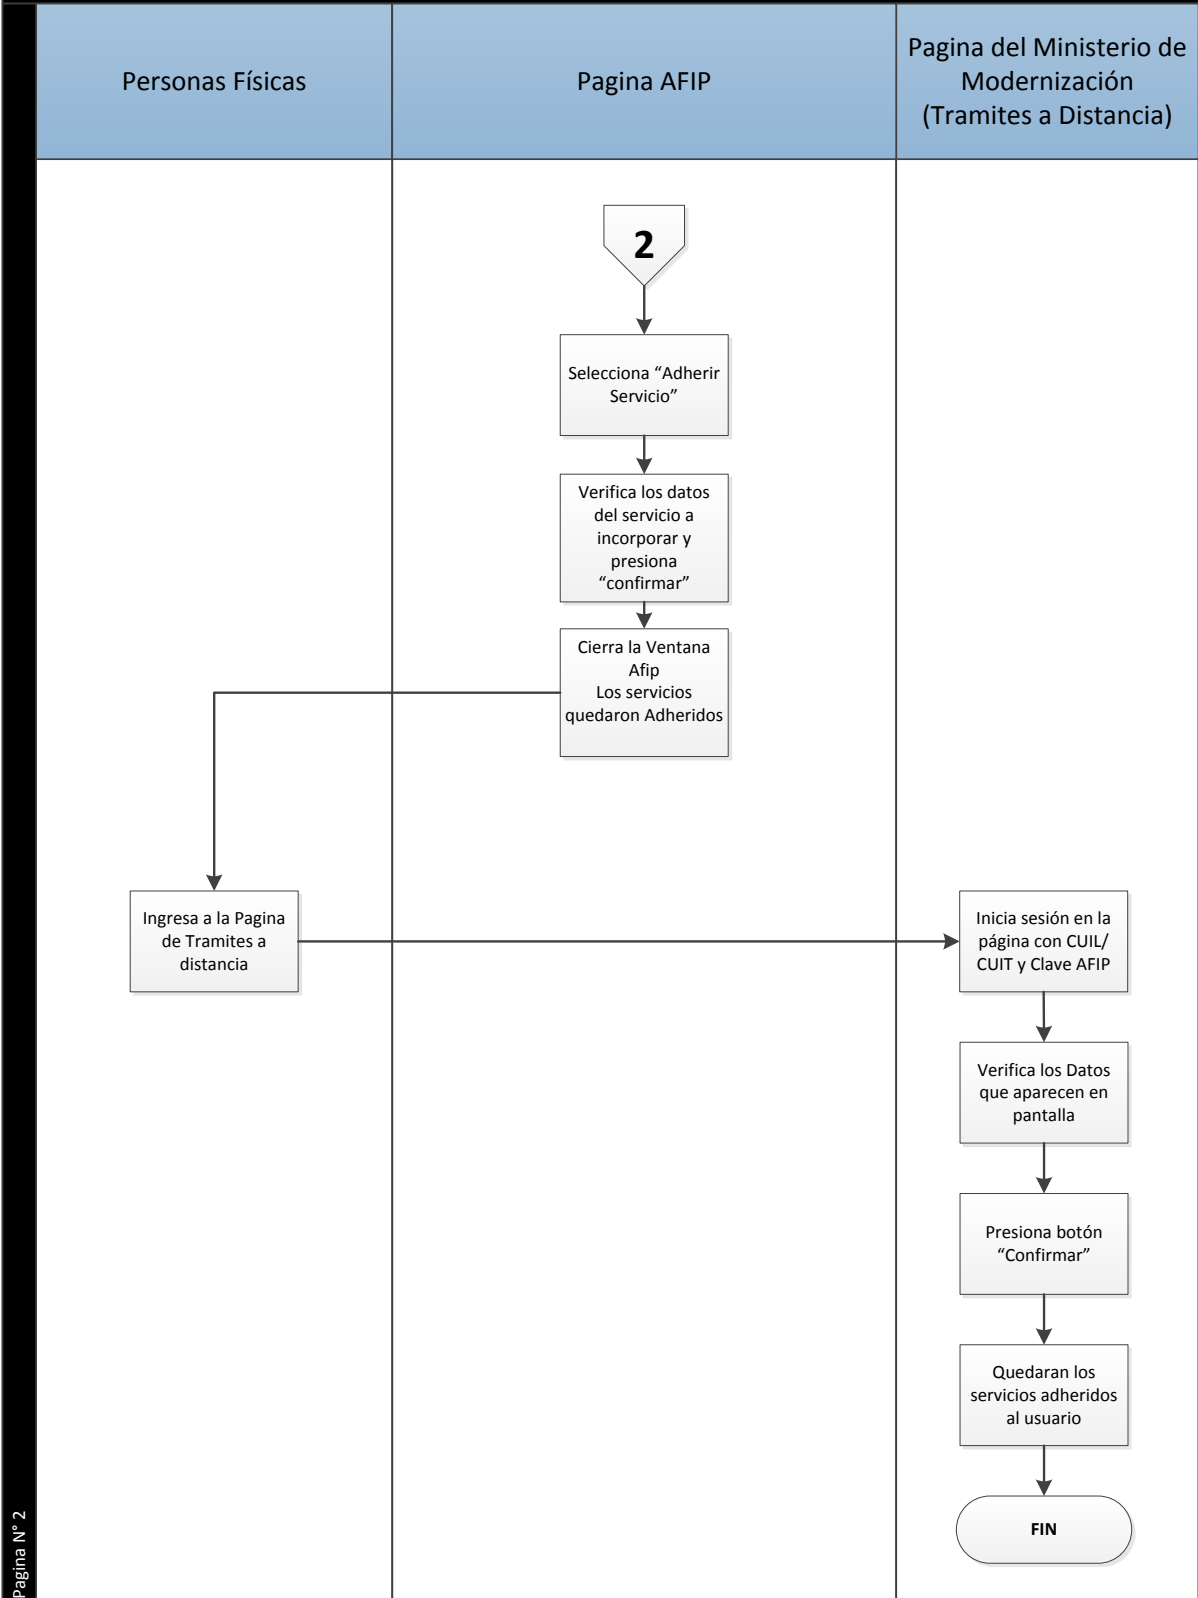 Personas Físicas
Pagina AFIP
Pagina del Ministerio de
Modernización
(Tramites a Distancia)
2
Selecciona “Adherir
Servicio”
Verifica los datos
del servicio a
incorporar y
presiona
“confirmar”
Cierra la Ventana
Afip
Los servicios
quedaron Adheridos
Ingresa a la Pagina
de Tramites a
distancia
Inicia sesión en la
página con CUIL/
CUIT y Clave AFIP
Verifica los Datos
que aparecen en
pantalla
Presiona botón
“Confirmar”
Quedaran los
servicios adheridos
al usuario
FIN
Pagina N° 2